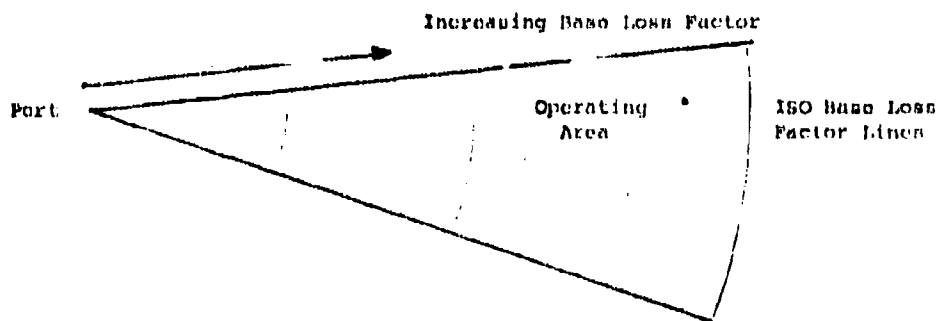 Increasing Base Loss Factor
Port
Operating
Area
ISO Base Loss
Factor Lines